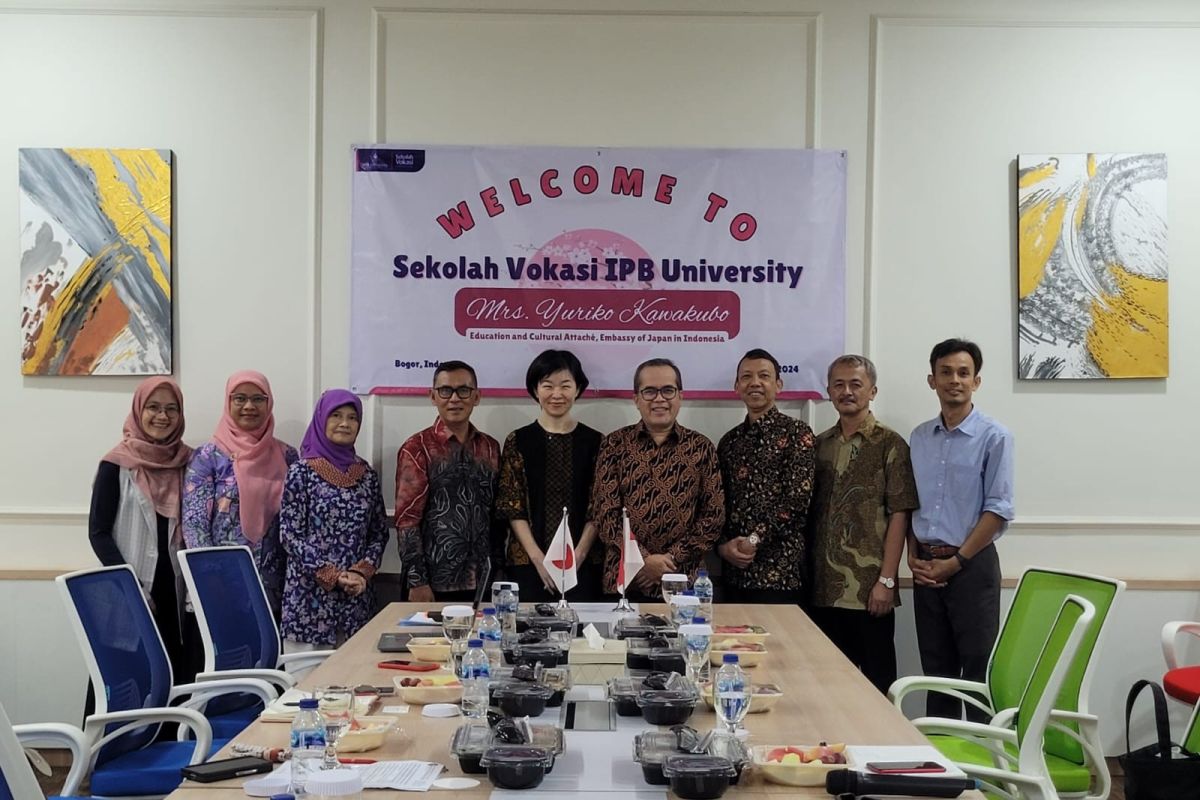 Sekolah
Vokasi
WELCOME TO
Sekolah Vokasi IPB University
Mrs. Yuriko Kawakubo
Education and Cultural Attaché, Embassy of Japan in Indonesia
Bogor, 2024